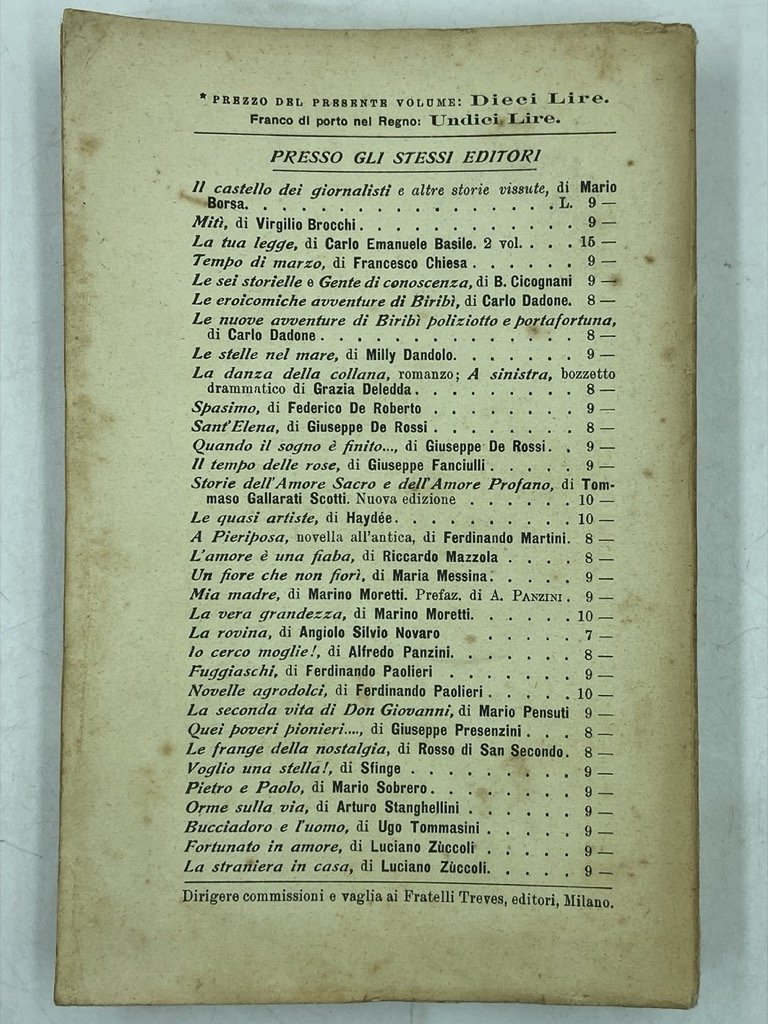 * PREZZO DEL PRESENTE VOLUME: Dieci Lire.
Franco di porto nel Regno: Undici Lire.
PRESSO GLI STESSI EDITORI
Il castello dei giornalisti e altre storie vissute, di Mario
Borsa. . . . . . . . . . . . . . . . . . L. 9 —
Mitì, di Virgilio Brocchi . . . . . . . . . . . . 9 —
La tua legge, di Carlo Emanuele Basile. 2 vol. . . . 15 —
Tempo di marzo, di Francesco Chiesa . . . . . . 9 —
Le sei storielle e Gente di conoscenza, di B. Cicognani 9 —
Le eroicomiche avventure di Biribì, di Carlo Dadone. 8 —
Le nuove avventure di Biribì poliziotto e portafortuna,
di Carlo Dadone . . . . . . . . . . . . . . 8 —
Le stelle nel mare, di Milly Dandolo. . . . . . . 9 —
La danza della collana, romanzo; A sinistra, bozzetto
drammatico di Grazia Deledda. . . . . . . . . 8 —
Spasimo, di Federico De Roberto . . . . . . . . 9 —
Sant'Elena, di Giuseppe De Rossi . . . . . . . . 8 —
Quando il sogno è finito..., di Giuseppe De Rossi. . 9 —
Il tempo delle rose, di Giuseppe Fanciulli . . . . . 9 —
Storie dell'Amore Sacro e dell'Amore Profano, di Tom-
maso Gallarati Scotti. Nuova edizione . . . . . . 10 —
Le quasi artiste, di Haydée. . . . . . . . . . 10 —
A Pieriposa, novella all'antica, di Ferdinando Martini. 8 —
L'amore è una fiaba, di Riccardo Mazzola . . . . 8 —
Un fiore che non fiorì, di Maria Messina. . . . . 9 —
Mia madre, di Marino Moretti. Prefaz. di A. PANZINI . 9 —
La vera grandezza, di Marino Moretti. . . . . . 10 —
La rovina, di Angiolo Silvio Novaro . . . . . 7 —
Io cerco moglie!, di Alfredo Panzini. . . . . . . 8 —
Fuggiaschi, di Ferdinando Paolieri . . . . . . . 9 —
Novelle agrodolci, di Ferdinando Paolieri . . . . . 10 —
La seconda vita di Don Giovanni, di Mario Pensuti 9 —
Quei poveri pionieri...., di Giuseppe Presenzini . . . 8 —
Le frange della nostalgia, di Rosso di San Secondo. 8 —
Voglio una stella!, di Sfinge . . . . . . . . . 9 —
Pietro e Paolo, di Mario Sobrero. . . . . . . . 9 —
Orme sulla via, di Arturo Stanghellini . . . . . . 9 —
Bucciadoro e l'uomo, di Ugo Tommasini . . . . . 9 —
Fortunato in amore, di Luciano Zùccoli . . . . . 9 —
La straniera in casa, di Luciano Zùccoli. . . . . 9 —
Dirigere commissioni e vaglia ai Fratelli Treves, editori, Milano.